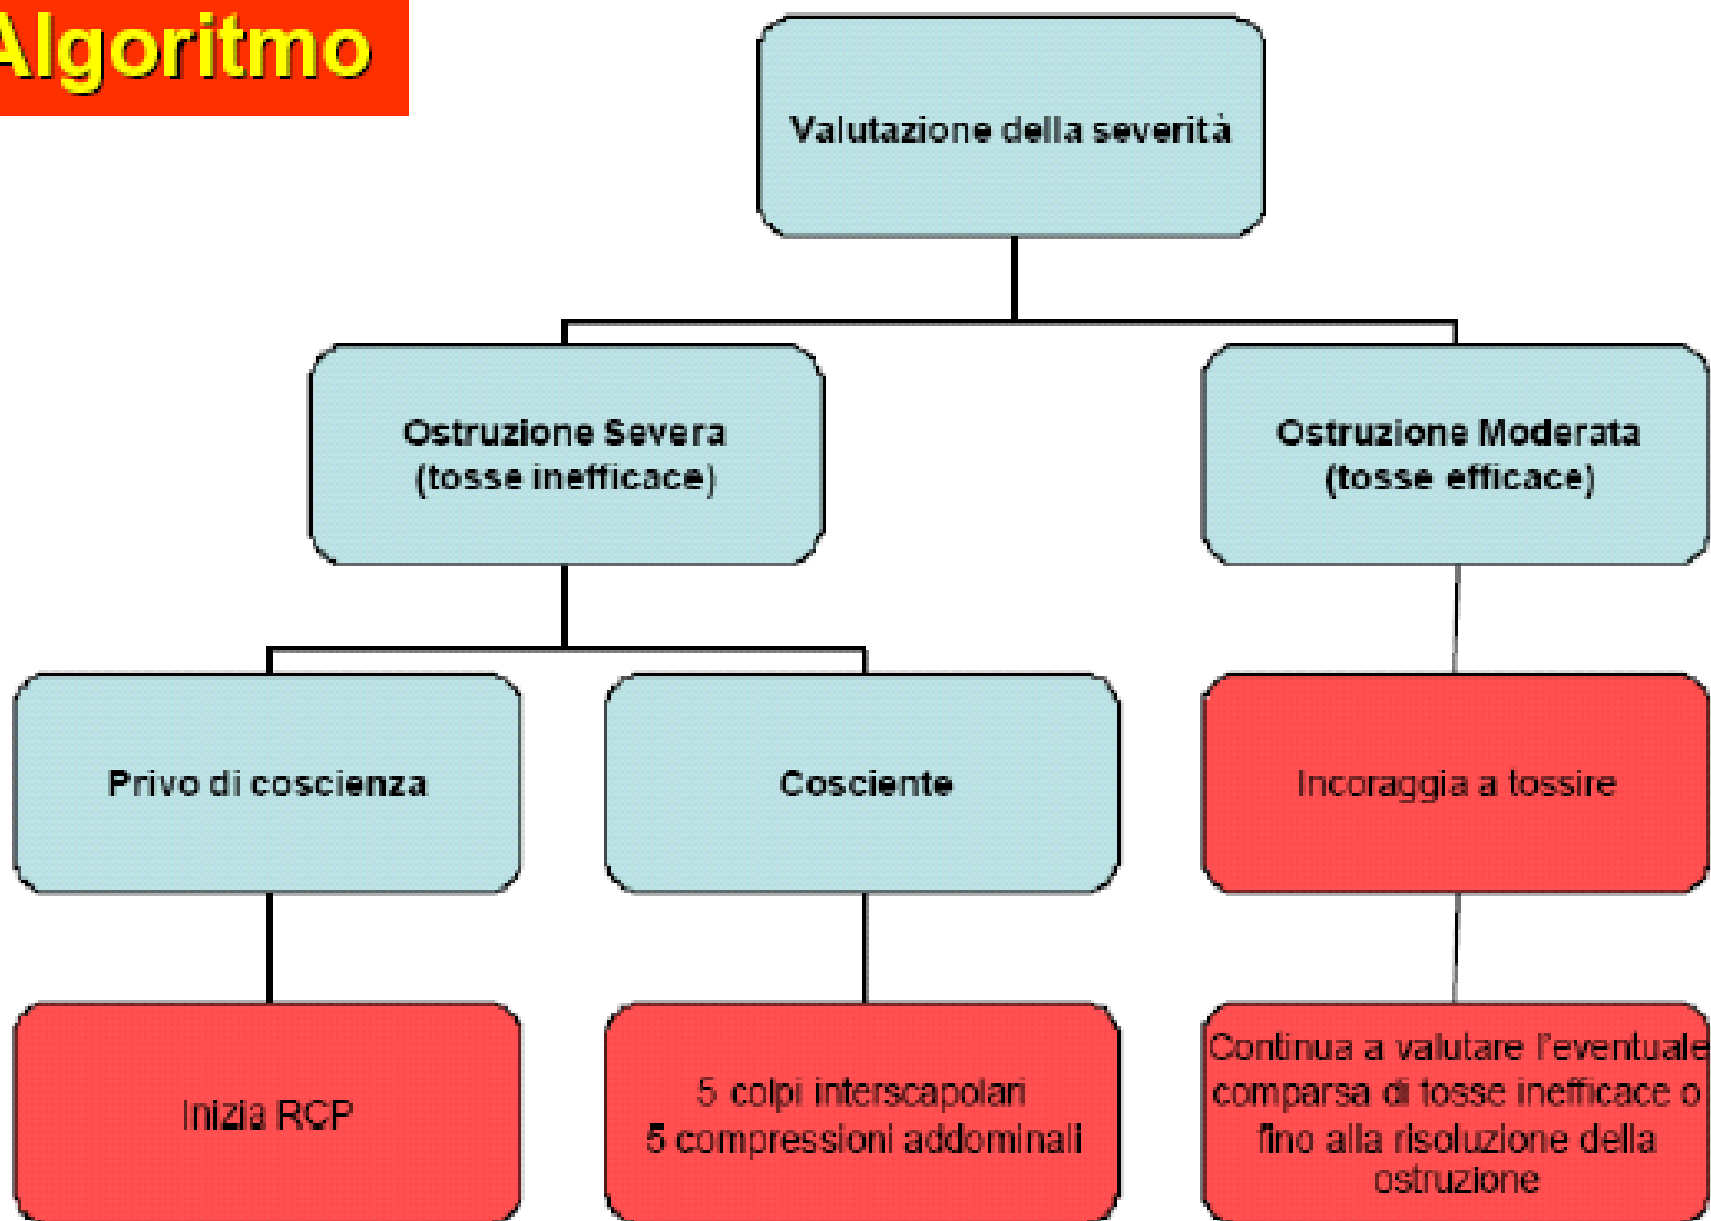 Algoritmo
Valutazione della severità
Ostruzione Severa
(tosse inefficace)
Ostruzione Moderata
(tosse efficace)
Privo di coscienza
Cosciente
Incoraggia a tossire
Inizia RCP
5 colpi interscapolari
5 compressioni addominali
Continua a valutare l'eventuale
comparsa di tosse inefficace o
fino alla risoluzione della
ostruzione